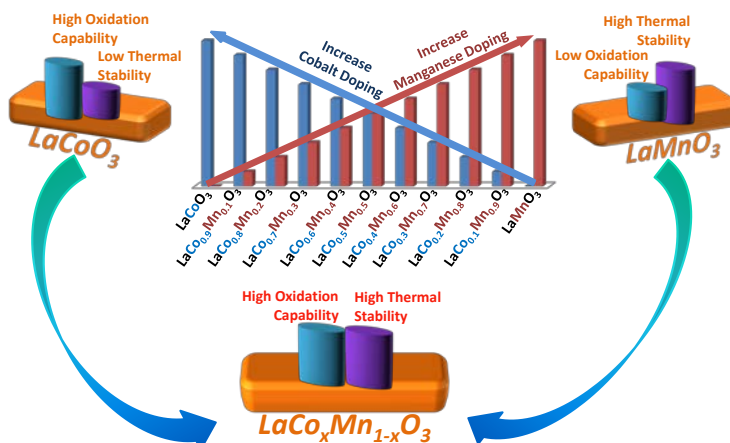 High Oxidation
Capability
Low Thermal
Stability
LaCoO3
Increase
Cobalt Doping
Increase
Manganese Doping
High Thermal
Stability
Low Oxidation
Capability
LaMnO3
LaCoO3
LaCo0.9Mn0.1O3
LaCo0.8Mn0.2O3
LaCo0.7Mn0.3O3
LaCo0.6Mn0.4O3
LaCo0.5Mn0.5O3
LaCo0.4Mn0.6O3
LaCo0.3Mn0.7O3
LaCo0.2Mn0.8O3
LaCo0.1Mn0.9O3
LaMnO3
High Oxidation
Capability
High Thermal
Stability
LaCoxMn1-xO3